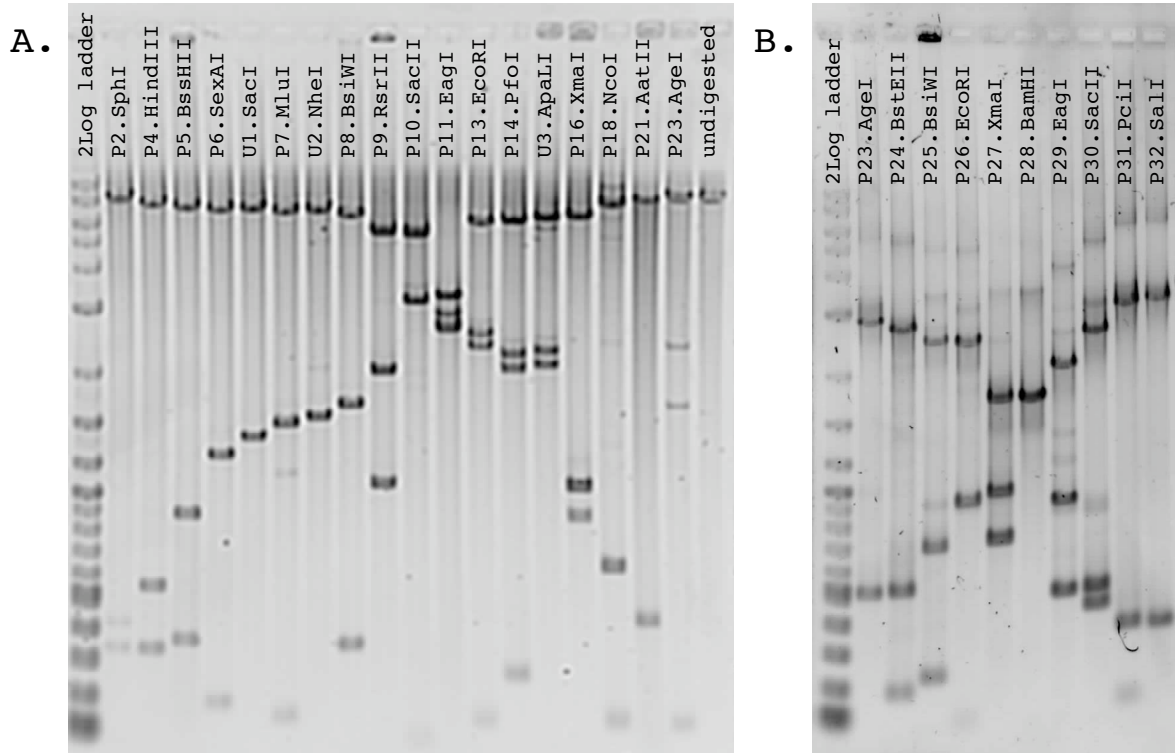 A.
2Log ladder
P2.SphI
P4.HindIII
P5.BssHII
P6.SexAI
U1.SacI
P7.MluI
U2.NheI
P8.BsiWI
P9.RsrII
P10.SacII
P11.EagI
P13.EcoRI
P14.PfoI
U3.ApaLI
P16.XmaI
P18.NcoI
P21.AatII
P23.AgeI
undigested
B.
2Log ladder
P23.AgeI
P24.BstEII
P25.BsiWI
P26.EcoRI
P27.XmaI
P28.BamHI
P29.EagI
P30.SacII
P31.PciI
P32.SalI